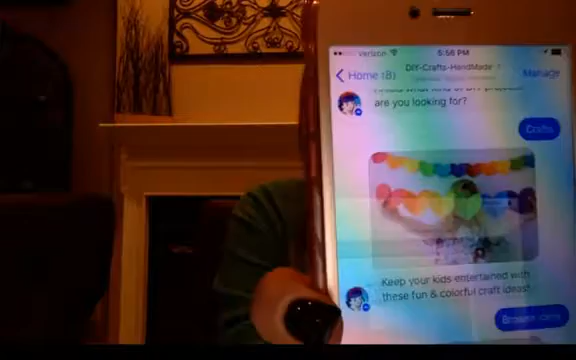 verizon 5:56 PM
Home (8) DIY-Crafts-HandMade Manage
are you looking for?
Crafts
Keep your kids entertained with
these fun & colorful craft ideas!
Browse